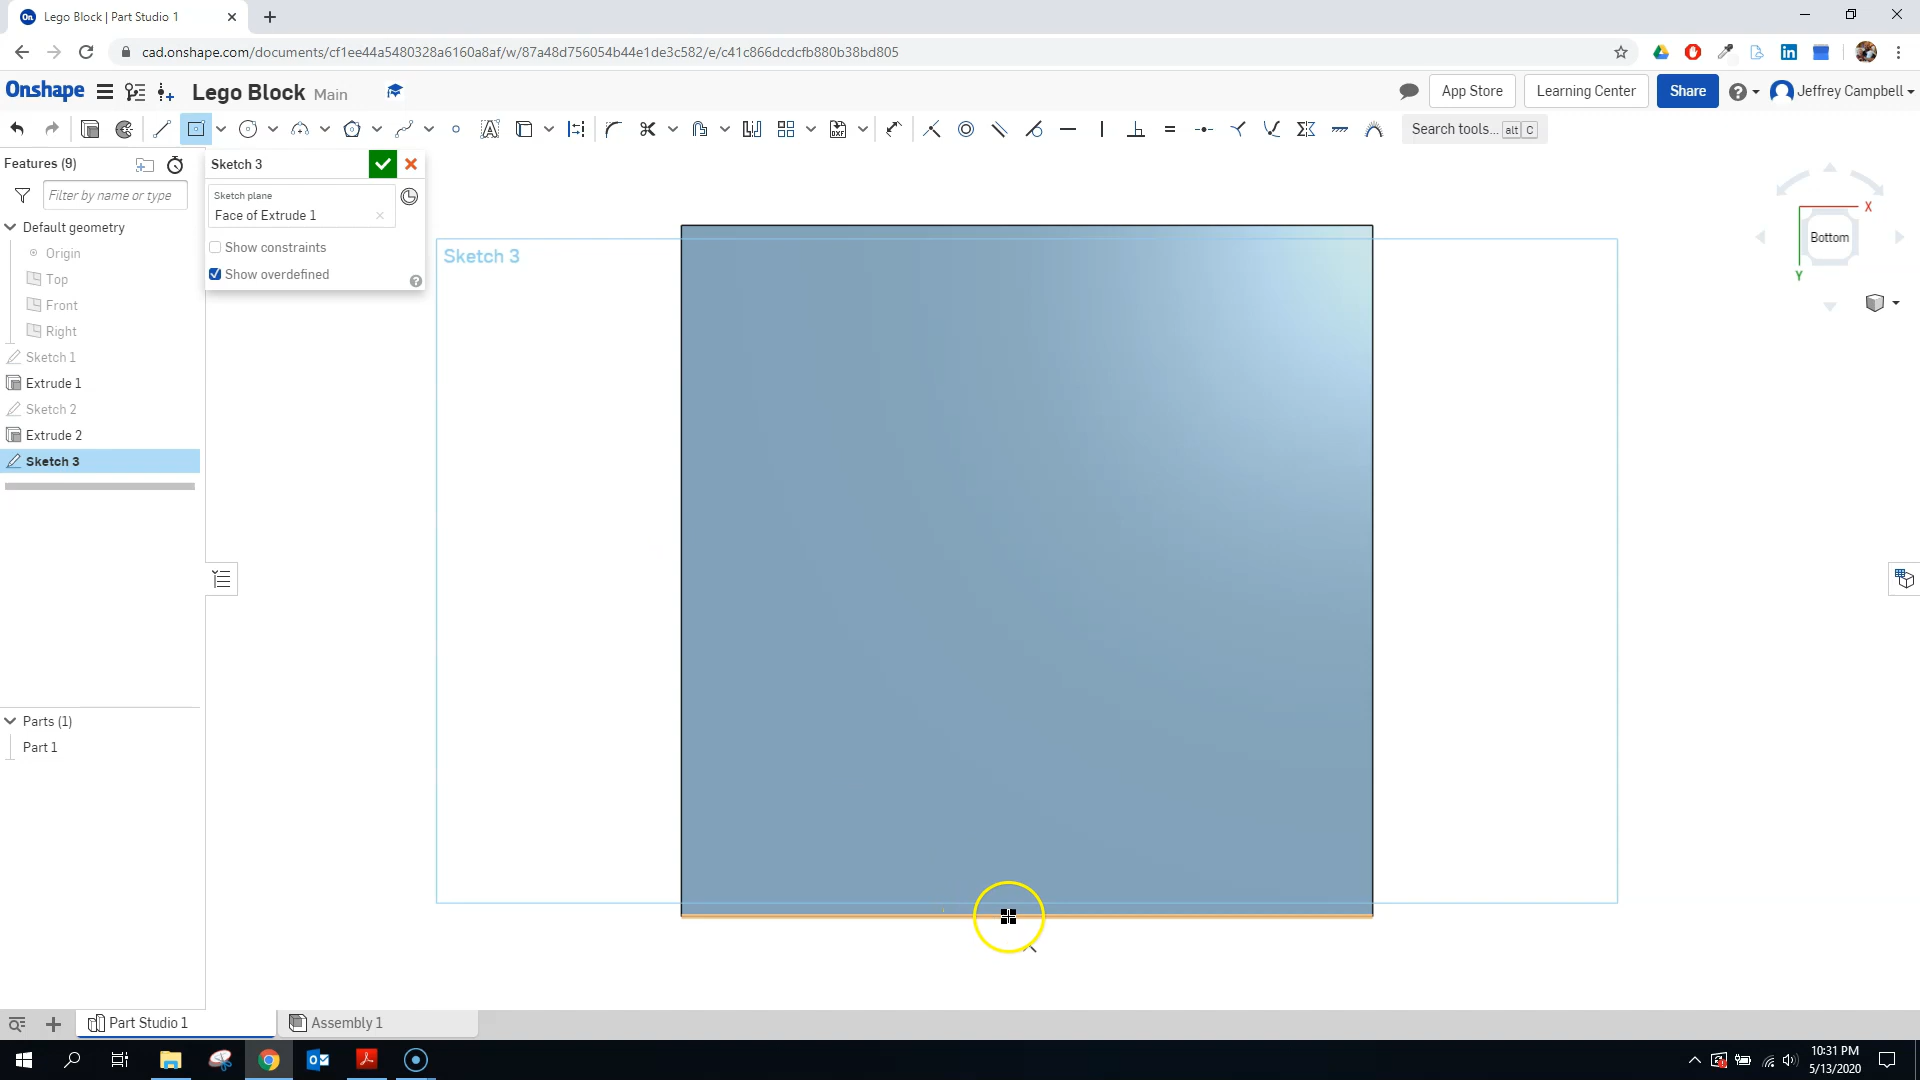 Lego Block | Part Studio 1
cad.onshape.com/documents/cf1ee44a5480328a6160a8af/w/87a48d756054b44e1de3c582/e/c41c866dcdcfb880b38bd805
Onshape
Lego Block Main
App Store
Learning Center
Share
Jeffrey Campbell
Search tools... alt C
Features (9)
Filter by name or type
Default geometry
Origin
Top
Front
Right
Sketch 1
Extrude 1
Sketch 2
Extrude 2
Sketch 3
Sketch 3
Sketch plane
Face of Extrude 1
Show constraints
Show overdefined
Sketch 3
X
Bottom
Y
Parts (1)
Part 1
Part Studio 1
Assembly 1
10:31 PM
5/13/2020